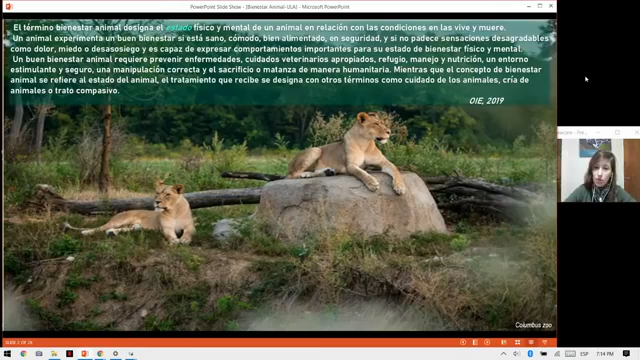 PowerPoint Slide Show - [Bienestar Animal-ULA] - Microsoft PowerPoint
El término bienestar animal designa el estado físico y mental de un animal en relación con las condiciones en las vive y muere.
Un animal experimenta un buen bienestar si está sano, cómodo, bien alimentado, en seguridad, y si no padece sensaciones desagradables
como dolor, miedo o desasosiego y es capaz de expresar comportamientos importantes para su estado de bienestar físico y mental.
Un buen bienestar animal requiere prevenir enfermedades, cuidados veterinarios apropiados, refugio, manejo y nutrición, un entorno
estimulante y seguro, una manipulación correcta y el sacrificio o matanza de manera humanitaria. Mientras que el concepto de bienestar
animal se refiere al estado del animal, el tratamiento que recibe se designa con otros términos como cuidado de los animales, cría de
animales o trato compasivo.
OIE, 2019
Columbus zoo
ESP
7:14 PM